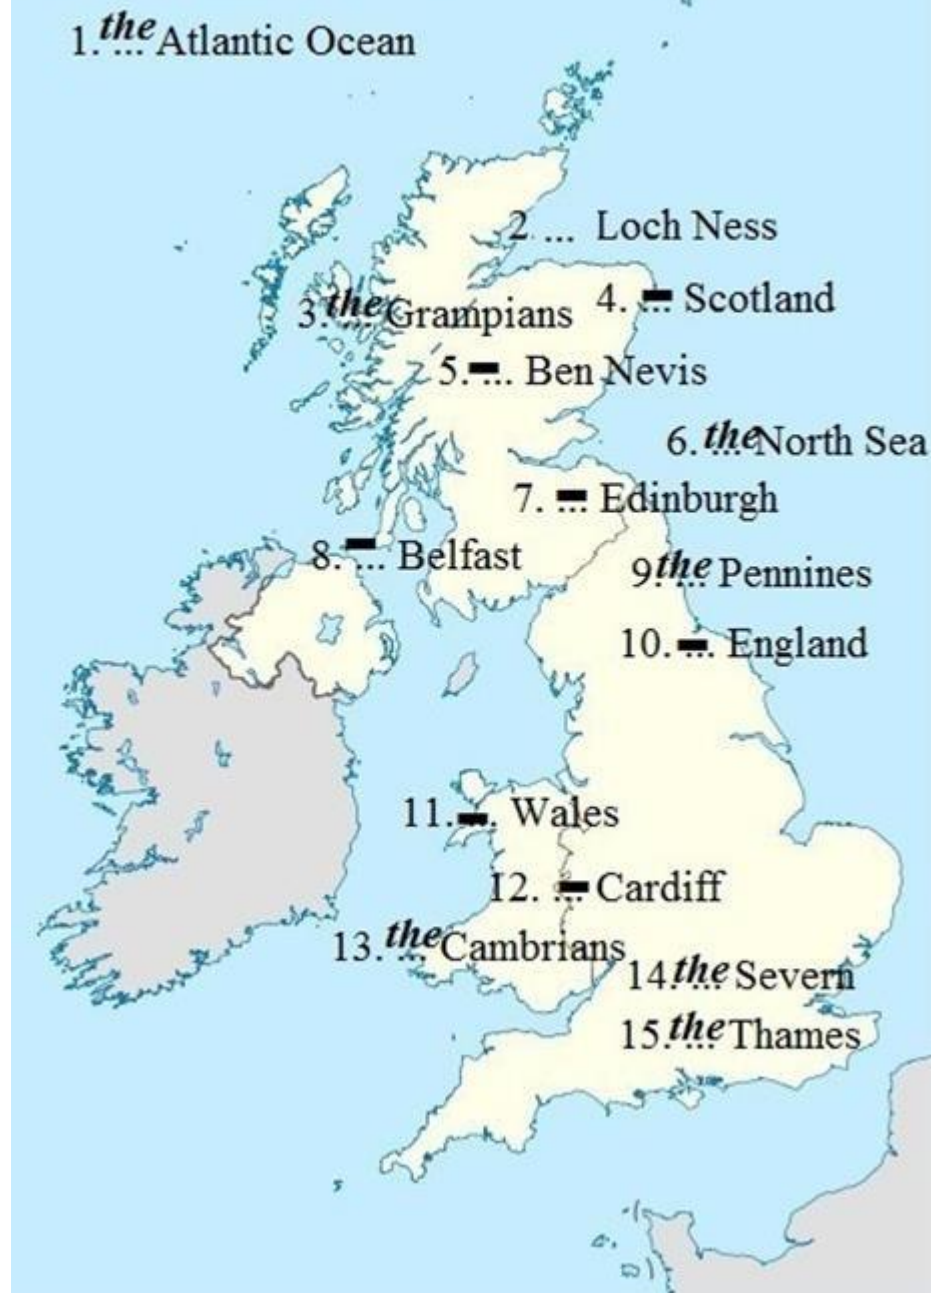 1. the ... Atlantic Ocean
2 ... Loch Ness
3. the ... Grampians
4. – ... Scotland
5. – ... Ben Nevis
6. the ... North Sea
7. – ... Edinburgh
8. – ... Belfast
9. the ... Pennines
10. – ... England
11. – ... Wales
12. – ... Cardiff
13. the ... Cambrians
14. the ... Severn
15. the ... Thames